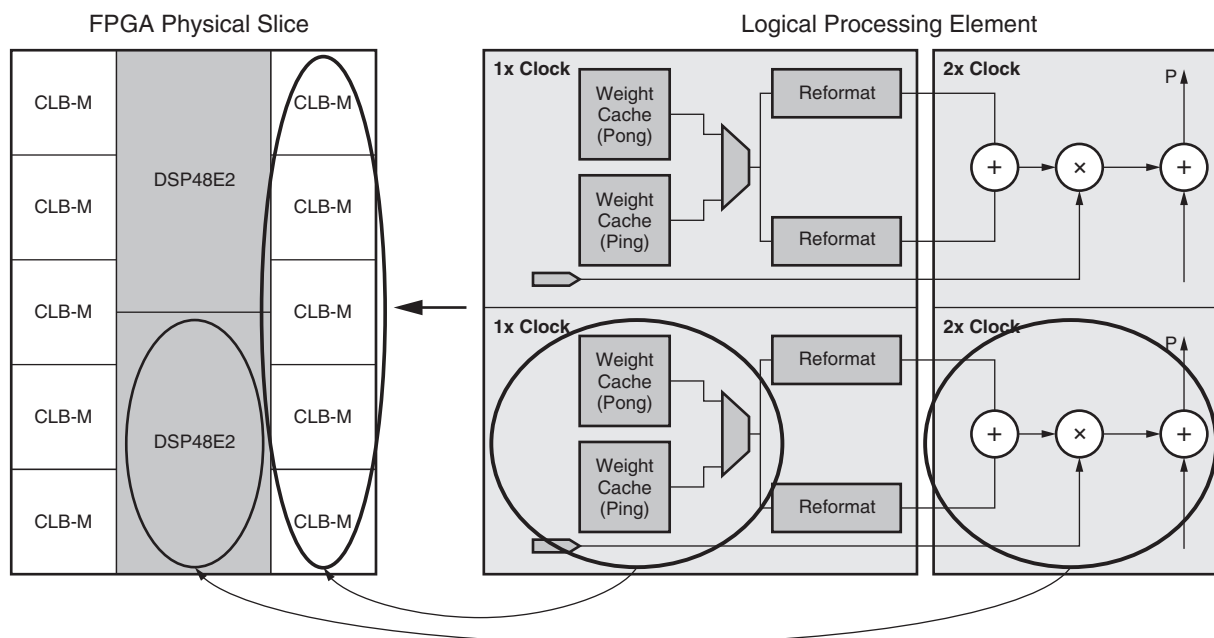 FPGA Physical Slice
Logical Processing Element
CLB-M
CLB-M
CLB-M
CLB-M
CLB-M
DSP48E2
DSP48E2
CLB-M
CLB-M
CLB-M
CLB-M
CLB-M
1x Clock
Weight
Cache
(Pong)
Weight
Cache
(Ping)
Reformat
Reformat
2x Clock
P
+
×
+
1x Clock
Weight
Cache
(Pong)
Weight
Cache
(Ping)
Reformat
Reformat
2x Clock
P
+
×
+